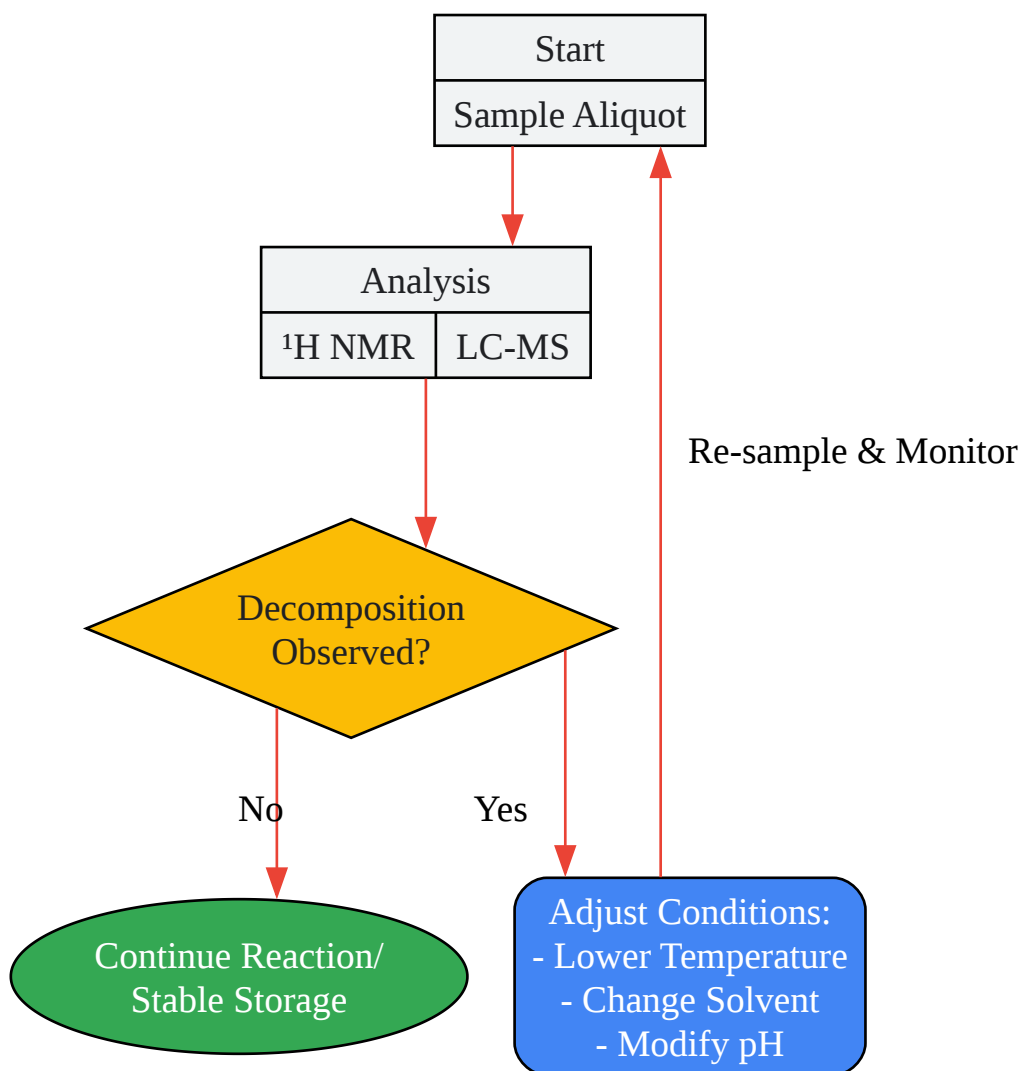 Start
Sample Aliquot
Analysis
¹H NMR
LC-MS
Re-sample & Monitor
Decomposition
Observed?
No
Yes
Continue Reaction/
Stable Storage
Adjust Conditions:
- Lower Temperature
- Change Solvent
- Modify pH